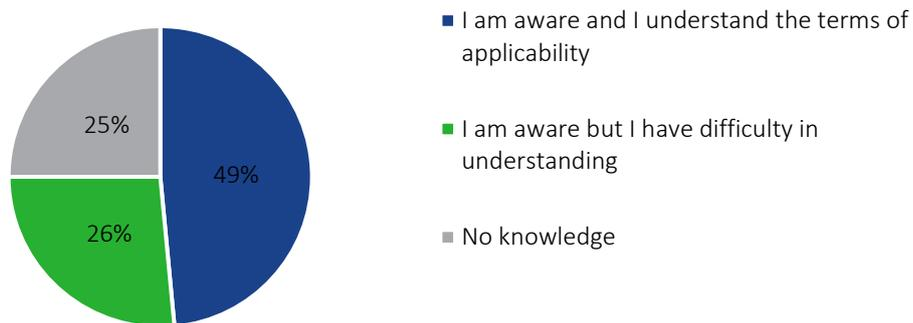 I am aware and I understand the terms of
applicability
25%
I am aware but I have difficulty in
understanding
49%
26%
No knowledge